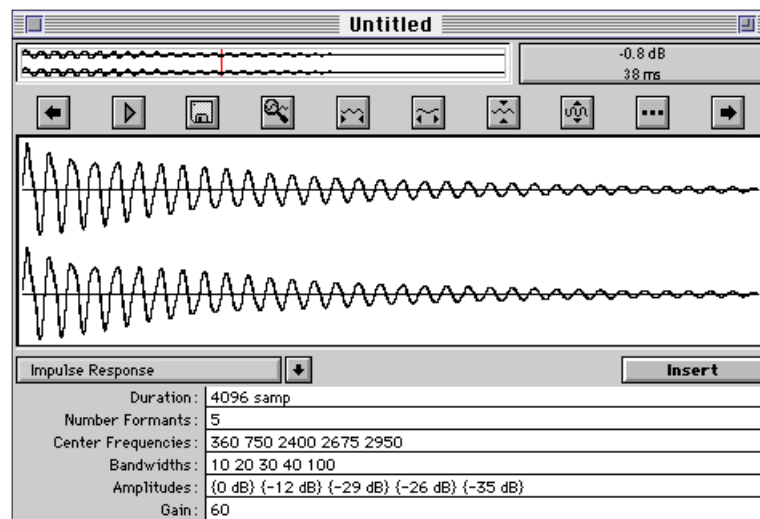 Untitled
-0.8 dB
38 ms
Impulse Response
Insert
Duration: 4096 samp
Number Formants: 5
Center Frequencies: 360 750 2400 2675 2950
Bandwidths: 10 20 30 40 100
Amplitudes: {0 dB} {-12 dB} {-29 dB} {-26 dB} {-35 dB}
Gain: 60